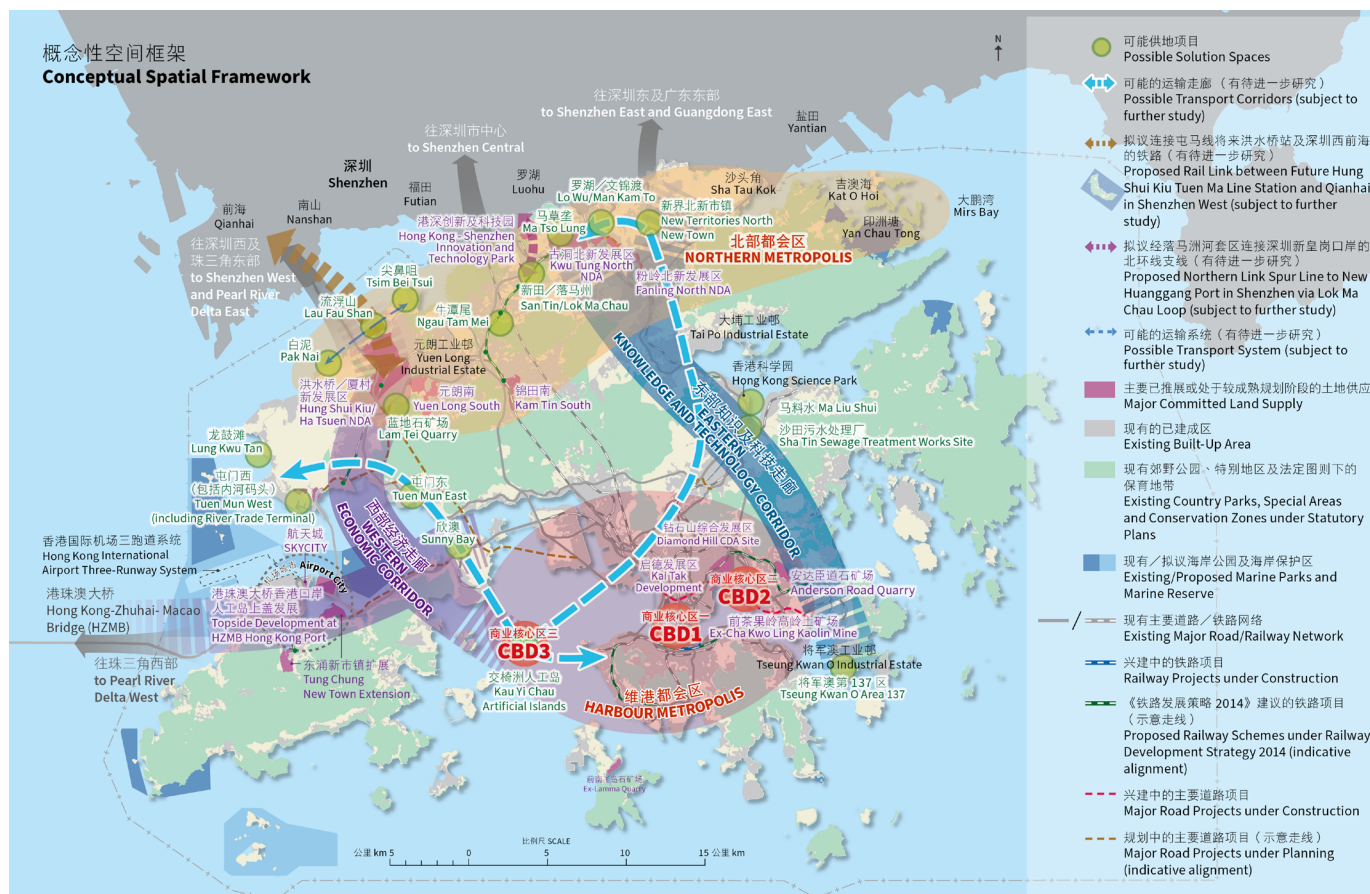 概念性空间框架
Conceptual Spatial Framework
N
往深圳东及广东东部
to Shenzhen East and Guangdong East
往深圳市中心
to Shenzhen Central
盐田
Yantian
深圳
Shenzhen
福田
Futian
罗湖
Luohu
沙头角
Sha Tau Kok
吉澳海
Kat O Hoi
大鹏湾
Mirs Bay
印洲塘
Yan Chau Tong
前海
Qianhai
南山
Nanshan
往深圳西及
珠三角东部
to Shenzhen West
and Pearl River
Delta East
罗湖／文锦渡
Lo Wu/Man Kam To
港深创新及科技园
Hong Kong - Shenzhen
Innovation and
Technology Park
马草垄
Ma Tso Lung
新界北新市镇
New Territories North
New Town
北部都会区
NORTHERN METROPOLIS
古洞北新发展区
Kwu Tung North
NDA
粉岭北新发展区
Fanling North NDA
尖鼻咀
Tsim Bei Tsui
流浮山
Lau Fau Shan
新田／落马州
San Tin/Lok Ma Chau
牛潭尾
Ngau Tam Mei
白泥
Pak Nai
元朗工业邨
Yuen Long
Industrial Estate
大埔工业邨
Tai Po Industrial Estate
香港科学园
Hong Kong Science Park
洪水桥／厦村
新发展区
Hung Shui Kiu/
Ha Tsuen NDA
元朗南
Yuen Long South
锦田南
Kam Tin South
东部知识及科技走廊
EASTERN
KNOWLEDGE AND TECHNOLOGY CORRIDOR
马料水 Ma Liu Shui
沙田污水处理厂
Sha Tin Sewage Treatment Works Site
蓝地石矿场
Lam Tei Quarry
龙鼓滩
Lung Kwu Tan
屯门西
（包括内河码头）
Tuen Mun West
(including River Trade Terminal)
屯门东
Tuen Mun East
西部经济走廊
WESTERN
ECONOMIC CORRIDOR
欣澳
Sunny Bay
香港国际机场三跑道系统
Hong Kong International
Airport Three-Runway System
航天城
SKYCITY
Airport City
港珠澳大桥
Hong Kong-Zhuhai- Macao
Bridge (HZMB)
港珠澳大桥香港口岸
人工岛上盖发展
Topside Development at
HZMB Hong Kong Port
往珠三角西部
to Pearl River
Delta West
东涌新市镇扩展
Tung Chung
New Town Extension
钻石山综合发展区
Diamond Hill CDA Site
启德发展区
Kai Tak
Development
商业核心区二
CBD2
安达臣道石矿场
Anderson Road Quarry
商业核心区一
CBD1
前茶果岭高岭土矿场
Ex-Cha Kwo Ling Kaolin Mine
商业核心区三
CBD3
交椅洲人工岛
Kau Yi Chau
Artificial Islands
维港都会区
HARBOUR METROPOLIS
将军澳工业邨
Tseung Kwan O Industrial Estate
将军澳第 137 区
Tseung Kwan O Area 137
前南丫岛石矿场
Ex-Lamma Quarry
比例尺 SCALE
公里 km 5 0 5 10 15 公里 km
可能供地项目
Possible Solution Spaces
可能的运输走廊（有待进一步研究）
Possible Transport Corridors (subject to
further study)
拟议连接屯马线将来洪水桥站及深圳西前海
的铁路（有待进一步研究）
Proposed Rail Link between Future Hung
Shui Kiu Tuen Ma Line Station and Qianhai
in Shenzhen West (subject to further
study)
拟议经落马洲河套区连接深圳新皇岗口岸的
北环线支线（有待进一步研究）
Proposed Northern Link Spur Line to New
Huanggang Port in Shenzhen via Lok Ma
Chau Loop (subject to further study)
可能的运输系统（有待进一步研究）
Possible Transport System (subject to
further study)
主要已推展或处于较成熟规划阶段的土地供应
Major Committed Land Supply
现有的已建成区
Existing Built-Up Area
现有郊野公园、特别地区及法定图则下的
保育地带
Existing Country Parks, Special Areas
and Conservation Zones under Statutory
Plans
现有／拟议海岸公园及海岸保护区
Existing/Proposed Marine Parks and
Marine Reserve
现有主要道路／铁路网络
Existing Major Road/Railway Network
兴建中的铁路项目
Railway Projects under Construction
《铁路发展策略 2014》建议的铁路项目
（示意走线）
Proposed Railway Schemes under Railway
Development Strategy 2014 (indicative
alignment)
兴建中的主要道路项目
Major Road Projects under Construction
规划中的主要道路项目（示意走线）
Major Road Projects under Planning
(indicative alignment)